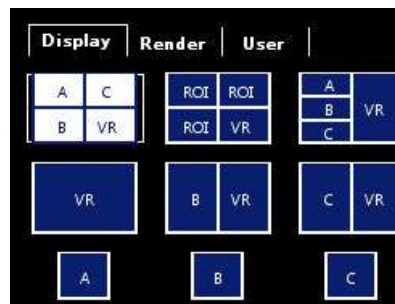 Display Render User
A C ROI ROI A
B VR ROI VR B VR
C
VR B VR C VR
A B C